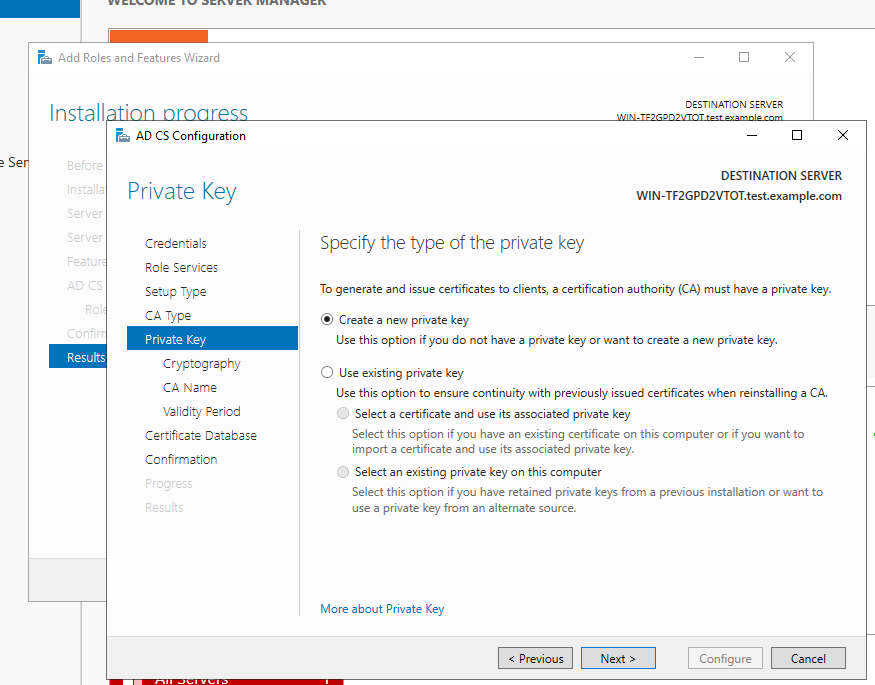 WELCOME TO SERVER MANAGER
Add Roles and Features Wizard
Installation progress
DESTINATION SERVER
WIN-TF2GPD2VTOT.test.example.com
Before
Server
Server
AD CS
Results
AD CS Configuration
Private Key
DESTINATION SERVER
WIN-TF2GPD2VTOT.test.example.com
Credentials
Role Services
Setup Type
CA Type
Private Key
Cryptography
CA Name
Validity Period
Certificate Database
Confirmation
Progress
Results
Specify the type of the private key
To generate and issue certificates to clients, a certification authority (CA) must have a private key.
Create a new private key
Use this option if you do not have a private key or want to create a new private key.
Use existing private key
Use this option to ensure continuity with previously issued certificates when reinstalling a CA.
Select a certificate and use its associated private key
Select this option if you have an existing certificate on this computer or if you want to
import a certificate and use its associated private key.
Select an existing private key on this computer
Select this option if you have retained private keys from a previous installation or want to
use a private key from an alternate source.
More about Private Key
< Previous
Next >
Configure
Cancel
All Servers